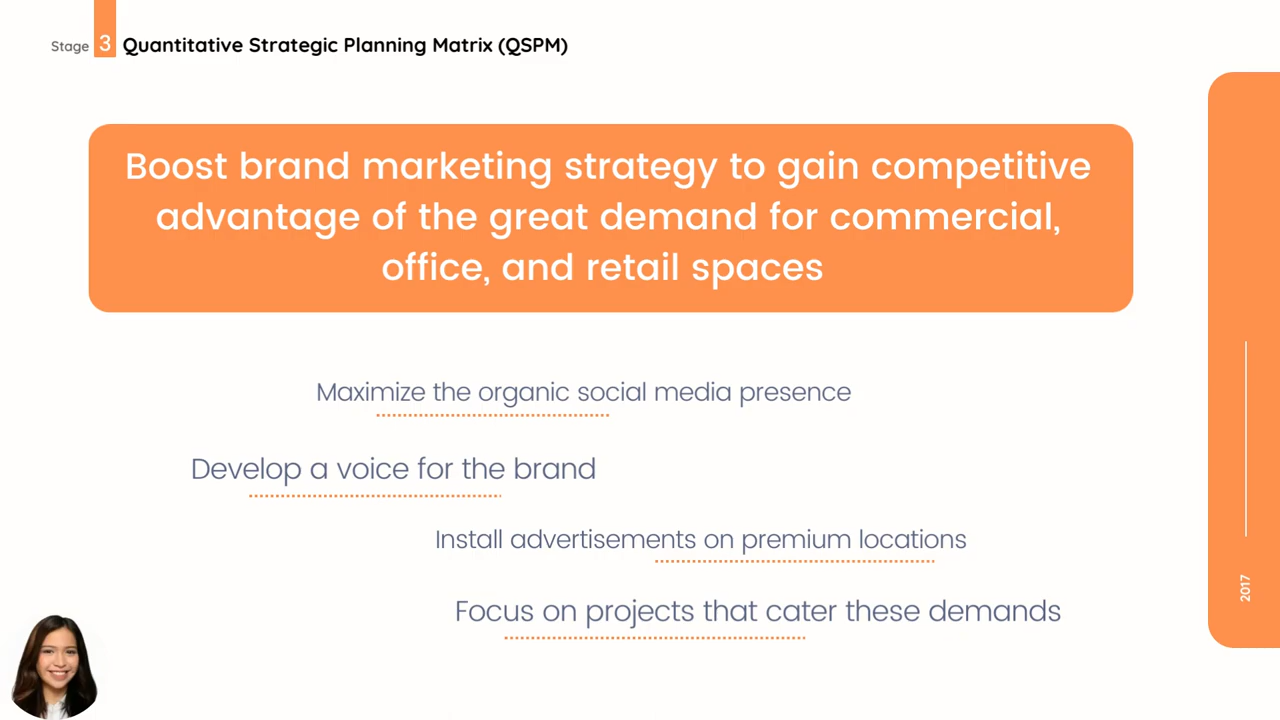 Stage 3 Quantitative Strategic Planning Matrix (QSPM)
Boost brand marketing strategy to gain competitive
advantage of the great demand for commercial,
office, and retail spaces
Maximize the organic social media presence
Develop a voice for the brand
Install advertisements on premium locations
Focus on projects that cater these demands
2017